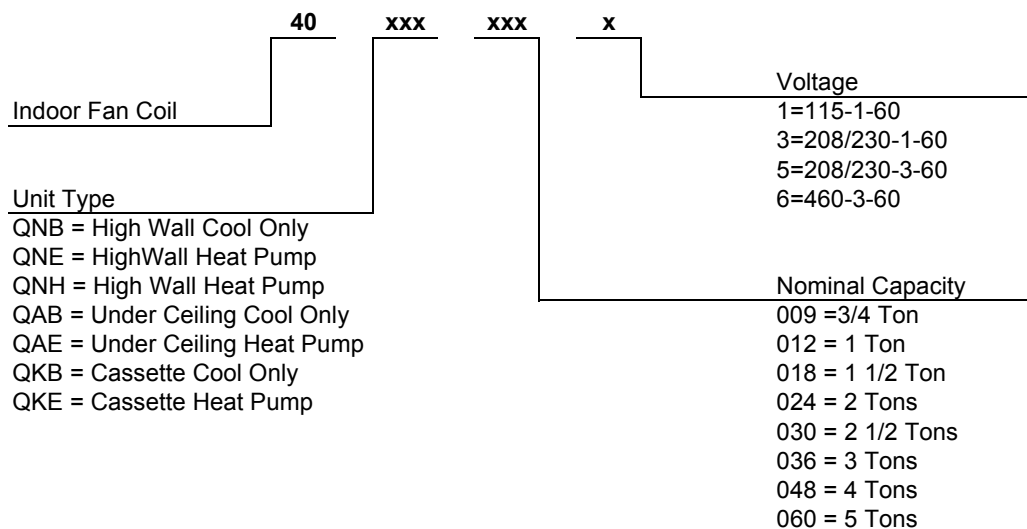 40 xxx xxx x
Indoor Fan Coil
Unit Type
QNB = High Wall Cool Only
QNE = HighWall Heat Pump
QNH = High Wall Heat Pump
QAB = Under Ceiling Cool Only
QAE = Under Ceiling Heat Pump
QKB = Cassette Cool Only
QKE = Cassette Heat Pump
Voltage
1=115-1-60
3=208/230-1-60
5=208/230-3-60
6=460-3-60
Nominal Capacity
009 =3/4 Ton
012 = 1 Ton
018 = 1 1/2 Ton
024 = 2 Tons
030 = 2 1/2 Tons
036 = 3 Tons
048 = 4 Tons
060 = 5 Tons